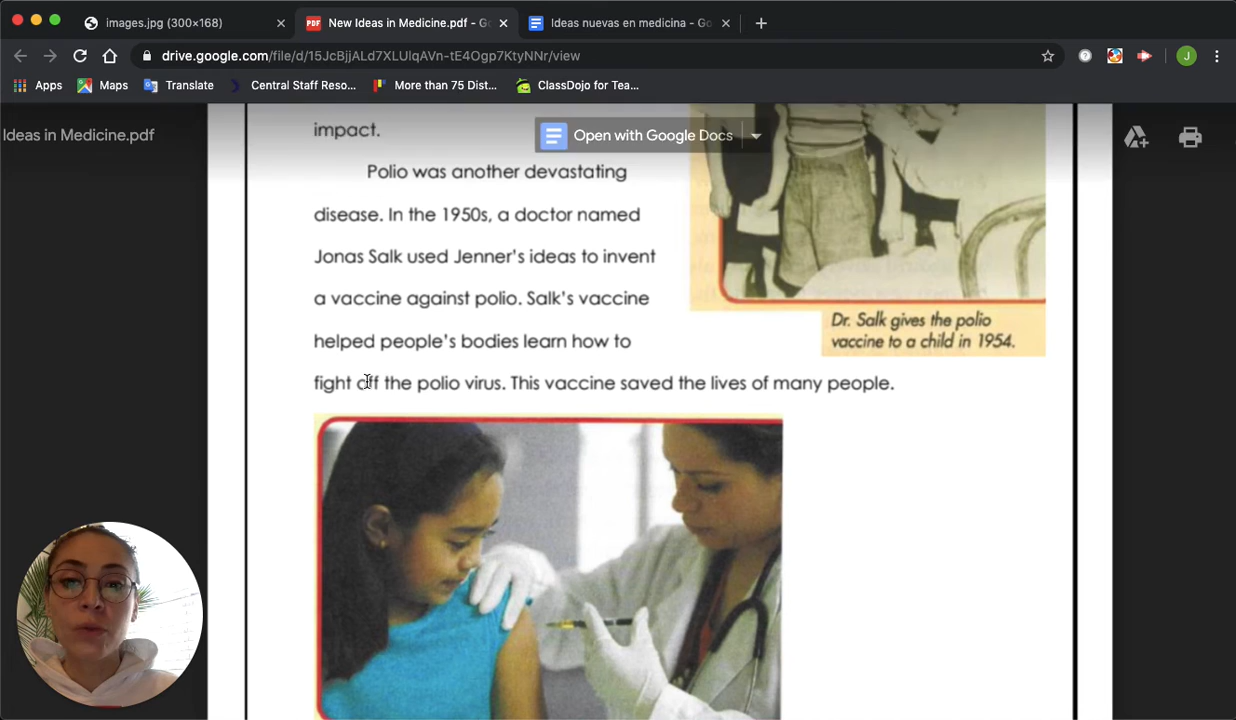 images.jpg (300×168)
New Ideas in Medicine.pdf - Go
Ideas nuevas en medicina - Goo
drive.google.com/file/d/15JcBjjALd7XLUlqAVn-tE4Ogp7KtyNNr/view
J
Apps
Maps
Translate
Central Staff Reso...
More than 75 Dist...
ClassDojo for Tea...
Ideas in Medicine.pdf
Open with Google Docs
impact.
Polio was another devastating
disease. In the 1950s, a doctor named
Jonas Salk used Jenner's ideas to invent
a vaccine against polio. Salk's vaccine
helped people's bodies learn how to
fight off the polio virus. This vaccine saved the lives of many people.
Dr. Salk gives the polio
vaccine to a child in 1954.